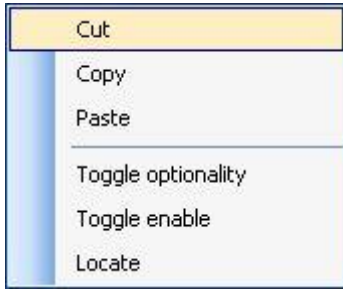 Cut
Copy
Paste
Toggle optionality
Toggle enable
Locate